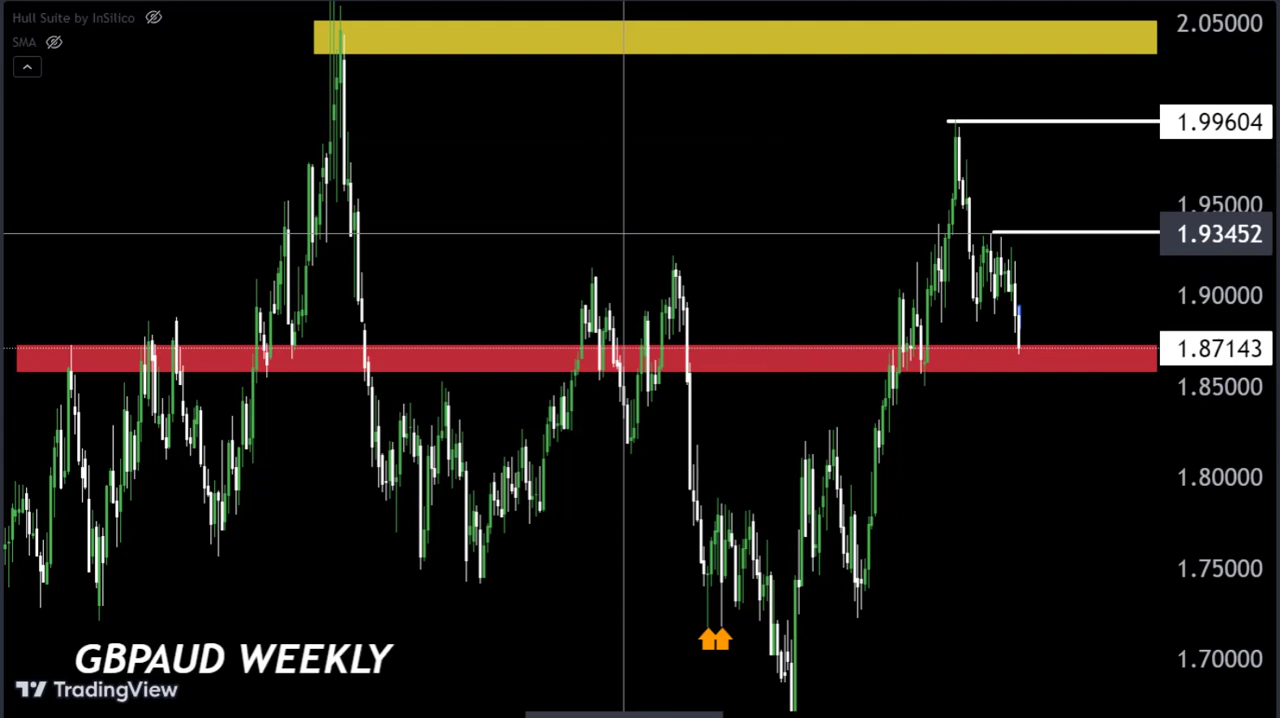 Hull Suite by InSilico
SMA
2.05000
1.99604
1.95000
1.93452
1.90000
1.87143
1.85000
1.80000
1.75000
1.70000
GBPAUD WEEKLY
TradingView